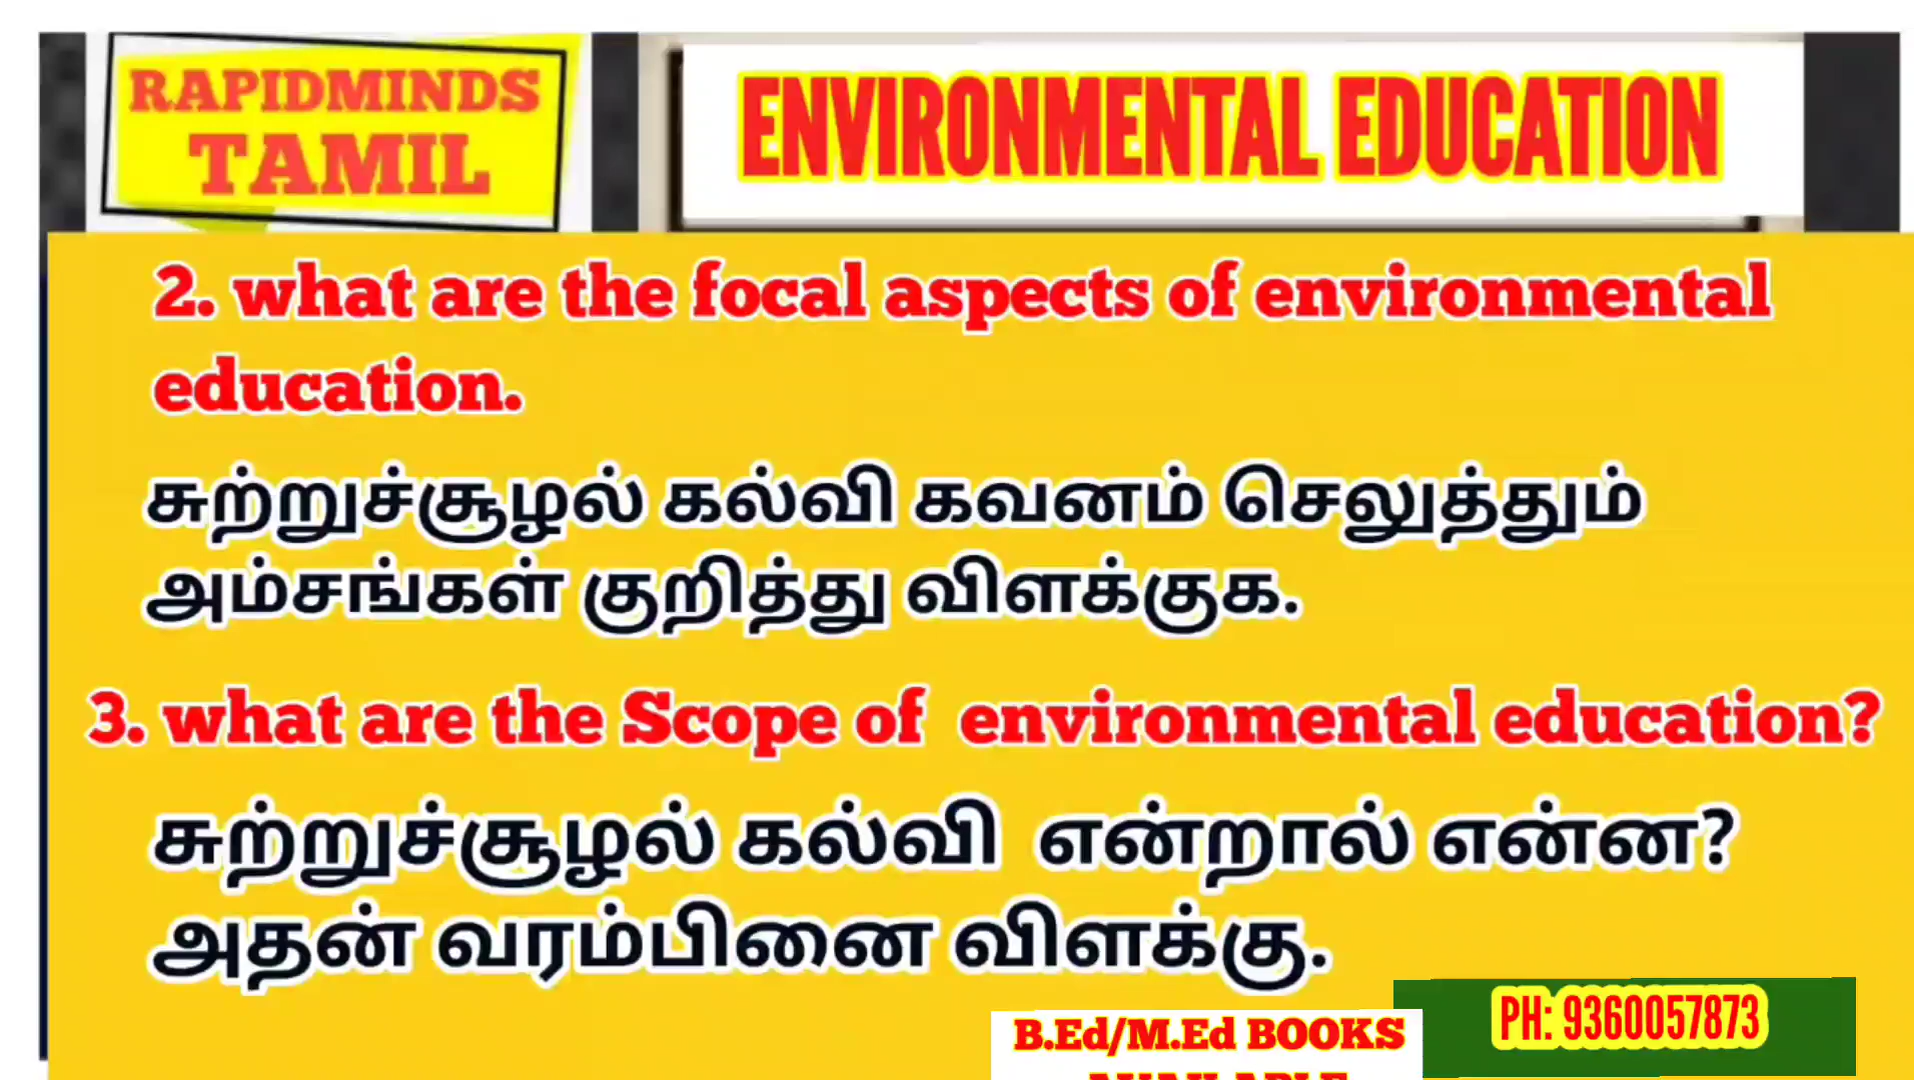 RAPIDMINDS
TAMIL
ENVIRONMENTAL EDUCATION
2. what are the focal aspects of environmental
education.
சுற்றுச்சூழல் கல்வி கவனம் செலுத்தும்
அம்சங்கள் குறித்து விளக்குக.
3. what are the Scope of environmental education?
சுற்றுச்சூழல் கல்வி என்றால் என்ன?
அதன் வரம்பினை விளக்கு.
PH: 9360057873
B.Ed/M.Ed BOOKS
AVAILABLE